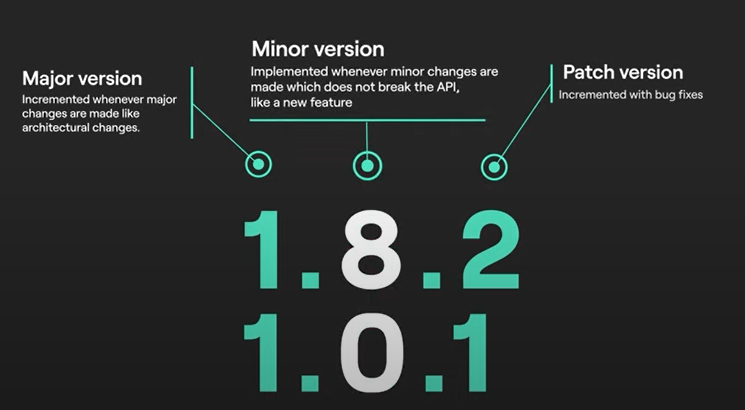 Major version
Incremented whenever major
changes are made like
architectural changes.
Minor version
Implemented whenever minor changes are
made which does not break the API,
like a new feature
Patch version
Incremented with bug fixes
1.8.2
1.0.1